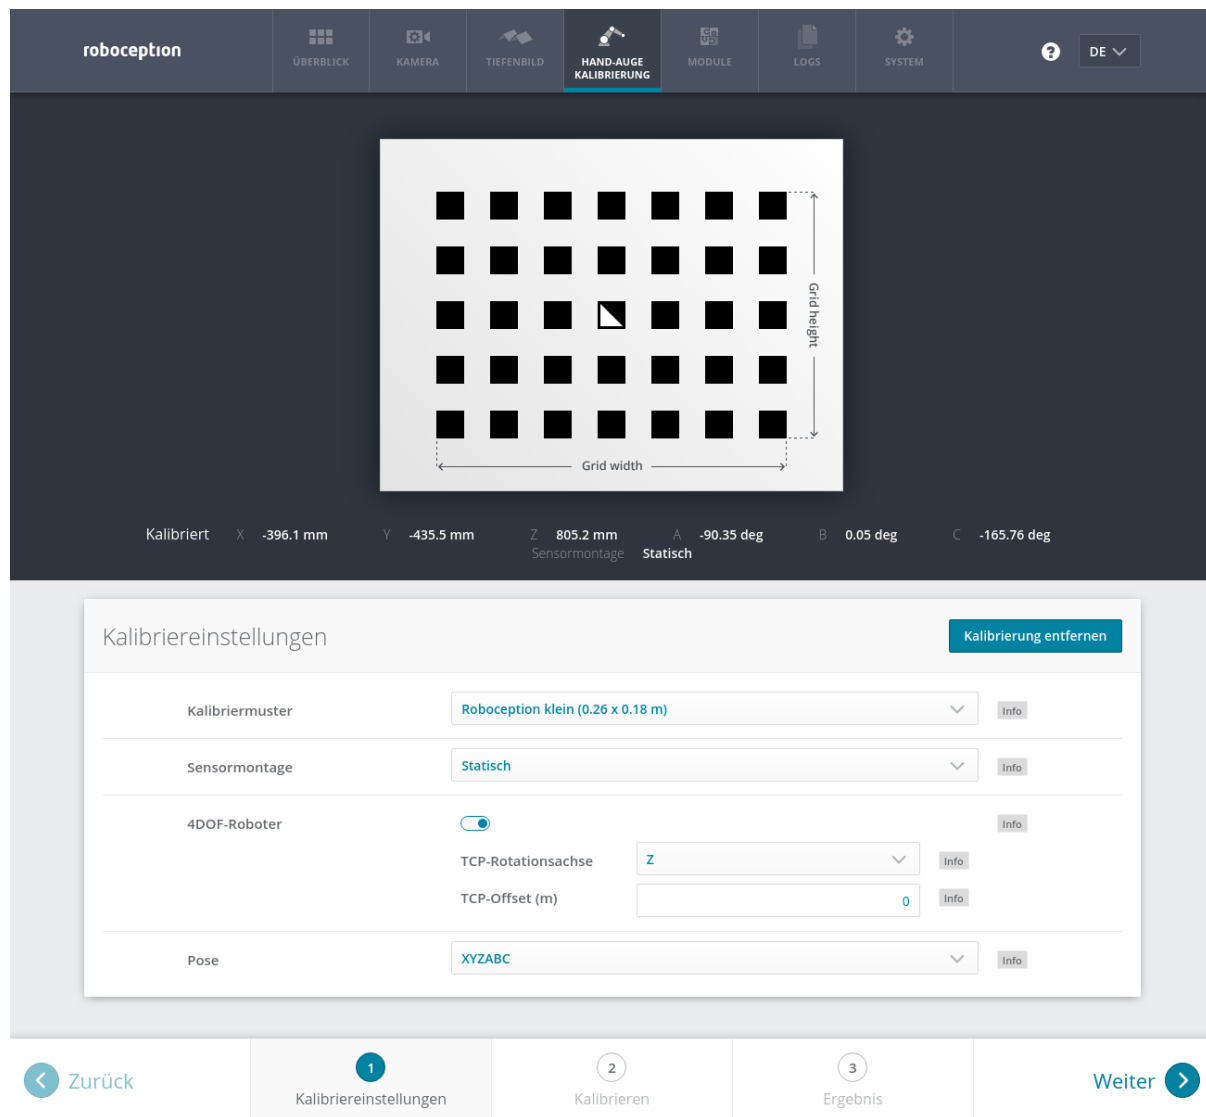 roboception
ÜBERBLICK
KAMERA
TIEFENBILD
HAND-AUGE
KALIBRIERUNG
MODULE
LOGS
SYSTEM
?
DE
Grid height
Grid width
Kalibriert X -396.1 mm Y -435.5 mm Z 805.2 mm A -90.35 deg B 0.05 deg C -165.76 deg
Sensormontage Statisch
Kalibriereinstellungen
Kalibrierung entfernen
Kalibriermuster Roboception klein (0.26 x 0.18 m) Info
Sensormontage Statisch Info
4DOF-Roboter Info
TCP-Rotationsachse Z Info
TCP-Offset (m) 0 Info
Pose XYZABC Info
Zurück
1
Kalibriereinstellungen
2
Kalibrieren
3
Ergebnis
Weiter